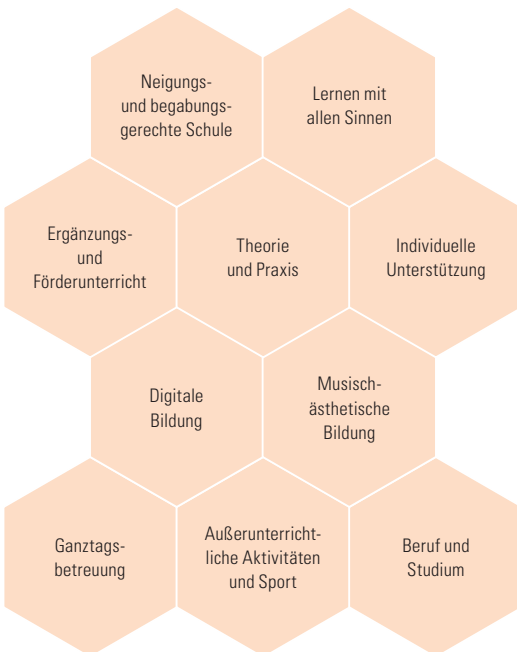 Neigungs-
und begabungs-
gerechte Schule
Lernen mit
allen Sinnen
Ergänzungs-
und
Förderunterricht
Theorie
und Praxis
Individuelle
Unterstützung
Digitale
Bildung
Musisch-
ästhetische
Bildung
Ganztags-
betreuung
Außerunterricht-
liche Aktivitäten
und Sport
Beruf und
Studium